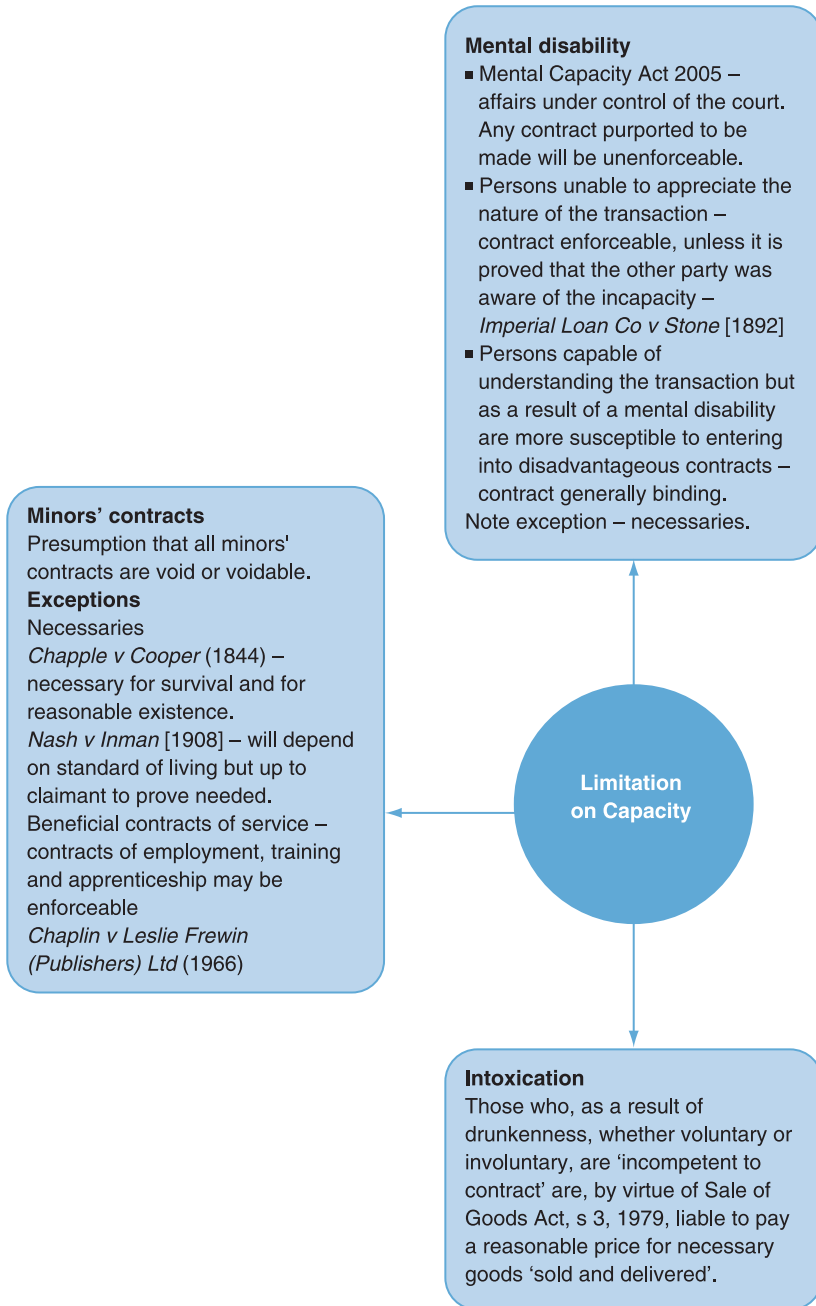 Mental disability
▪ Mental Capacity Act 2005 –
affairs under control of the court.
Any contract purported to be
made will be unenforceable.
▪ Persons unable to appreciate the
nature of the transaction –
contract enforceable, unless it is
proved that the other party was
aware of the incapacity –
Imperial Loan Co v Stone [1892]
▪ Persons capable of
understanding the transaction but
as a result of a mental disability
are more susceptible to entering
into disadvantageous contracts –
contract generally binding.
Note exception – necessaries.
Minors’ contracts
Presumption that all minors'
contracts are void or voidable.
Exceptions
Necessaries
Chapple v Cooper (1844) –
necessary for survival and for
reasonable existence.
Nash v Inman [1908] – will depend
on standard of living but up to
claimant to prove needed.
Beneficial contracts of service –
contracts of employment, training
and apprenticeship may be
enforceable
Chaplin v Leslie Frewin
(Publishers) Ltd (1966)
Limitation
on Capacity
Intoxication
Those who, as a result of
drunkenness, whether voluntary or
involuntary, are ‘incompetent to
contract’ are, by virtue of Sale of
Goods Act, s 3, 1979, liable to pay
a reasonable price for necessary
goods ‘sold and delivered’.